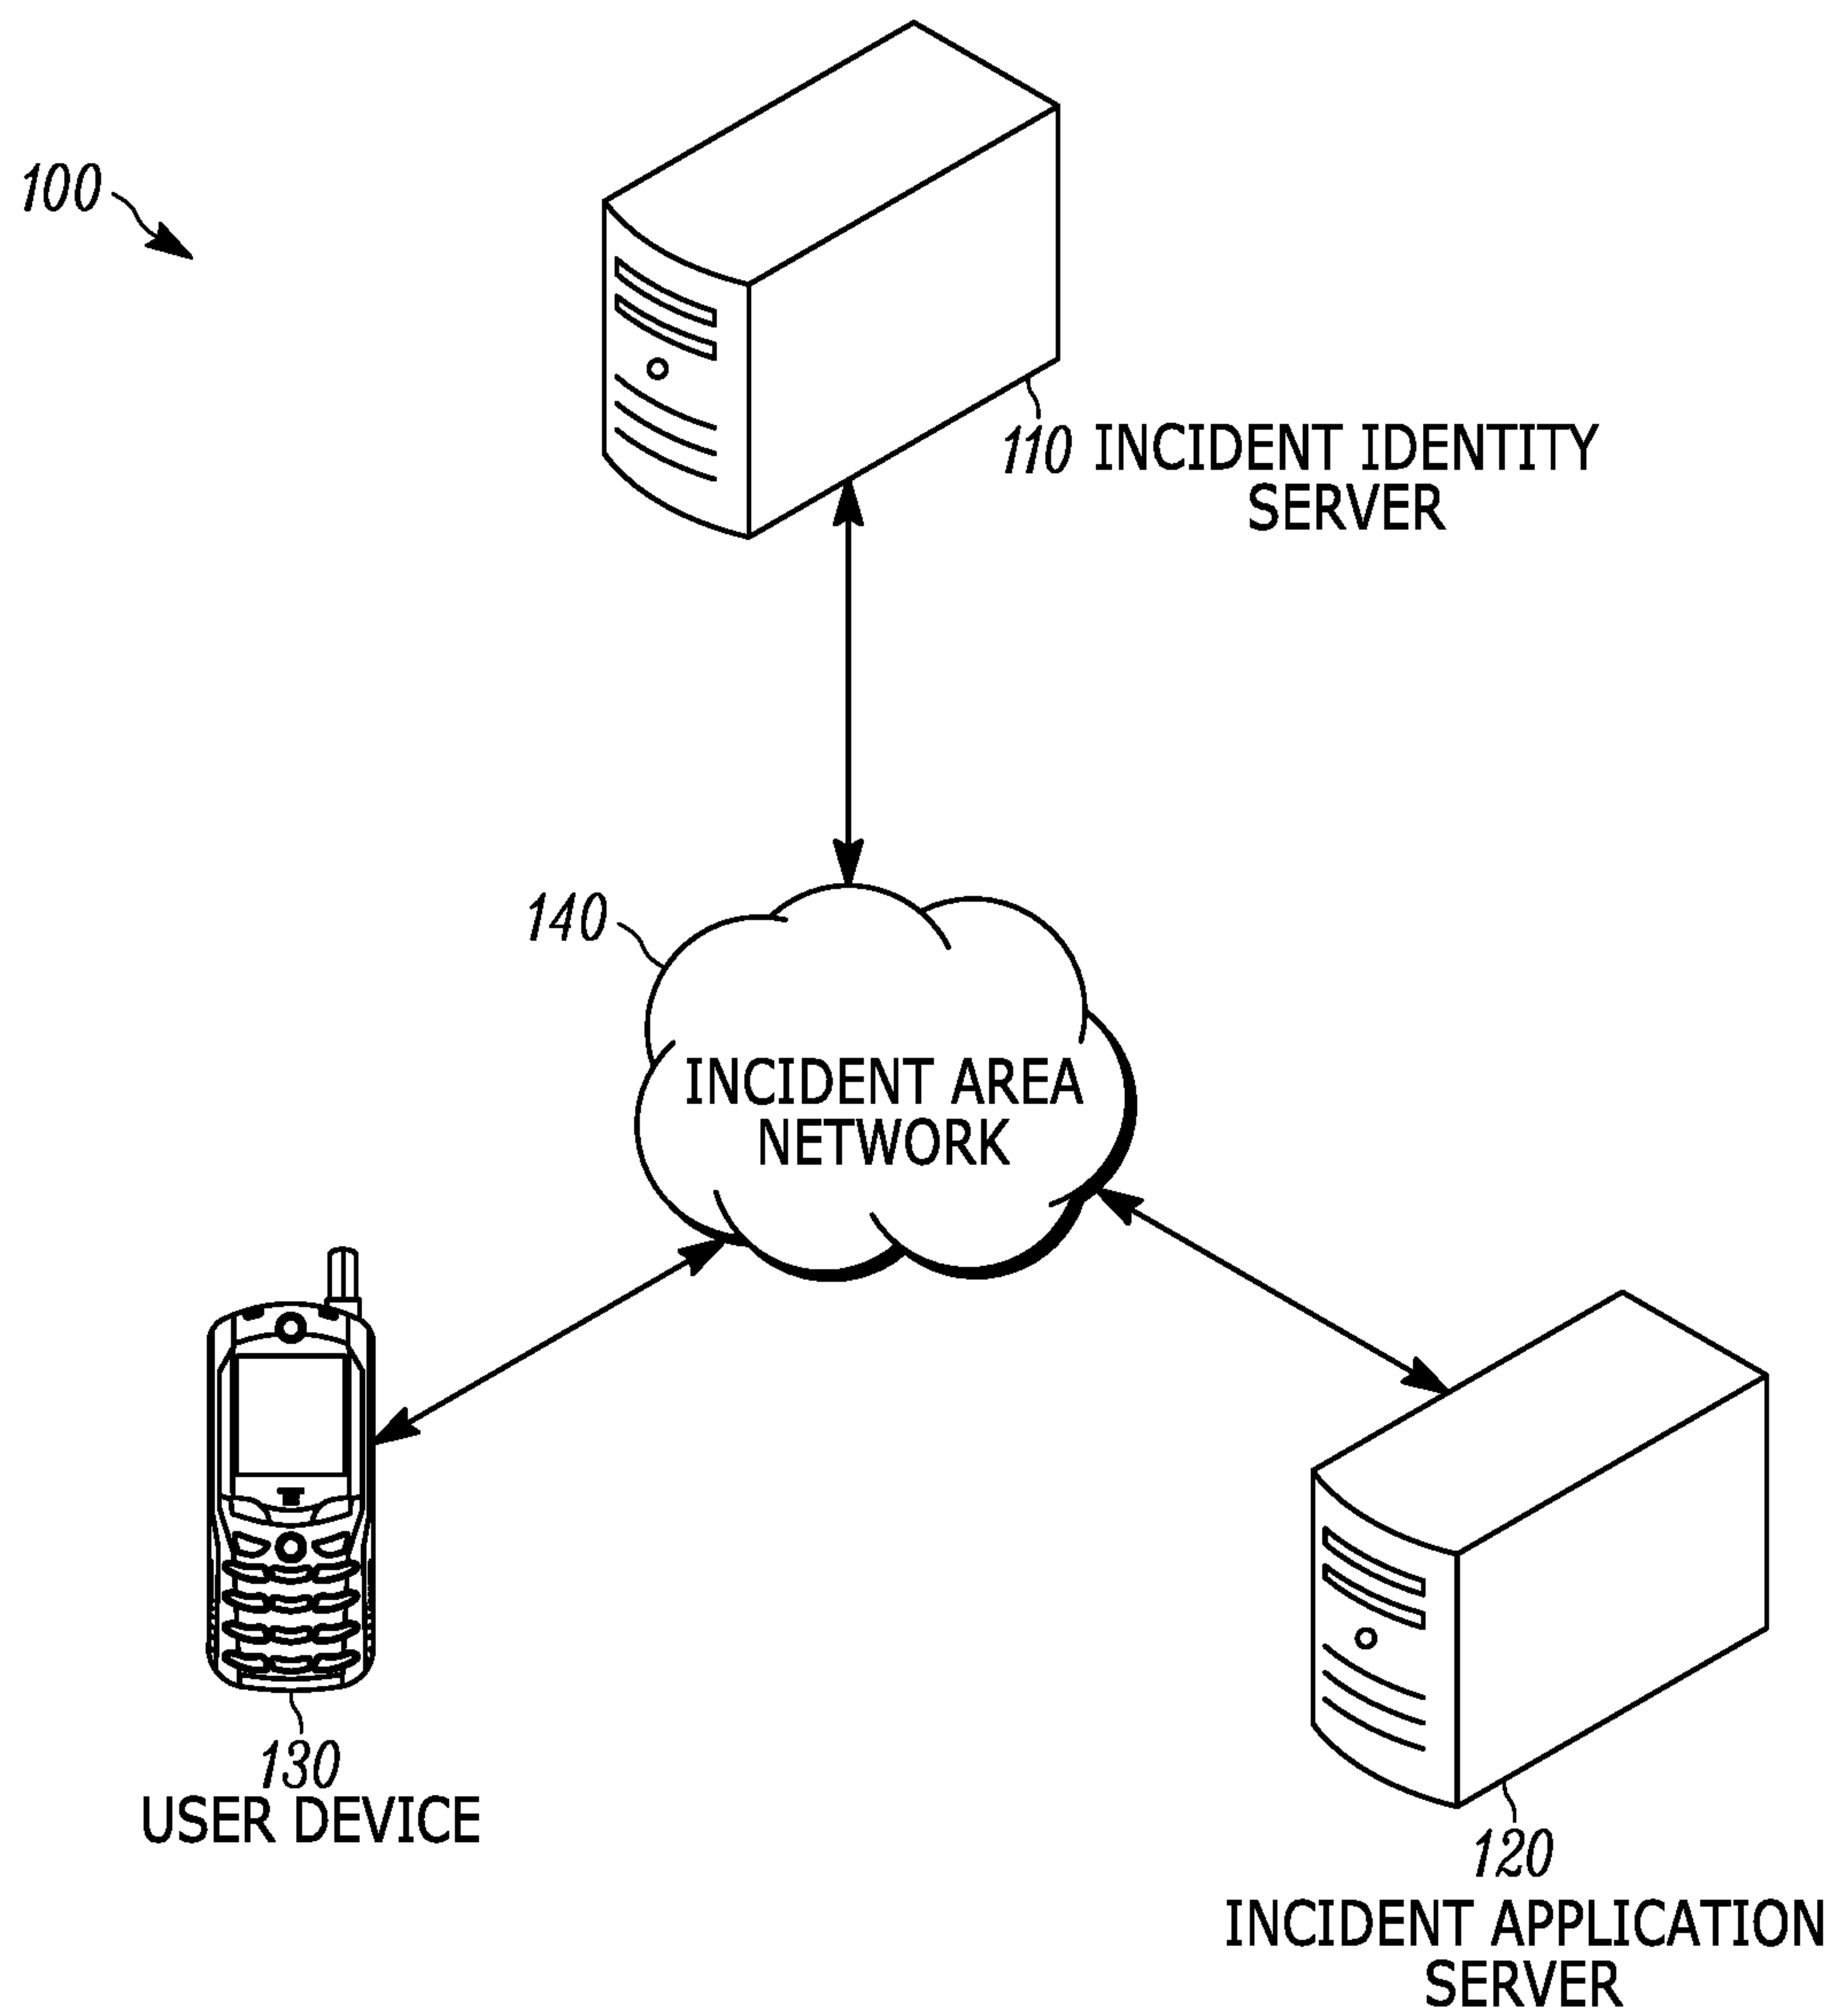 100
110 INCIDENT IDENTITY
SERVER
140
INCIDENT AREA
NETWORK
130
USER DEVICE
120
INCIDENT APPLICATION
SERVER